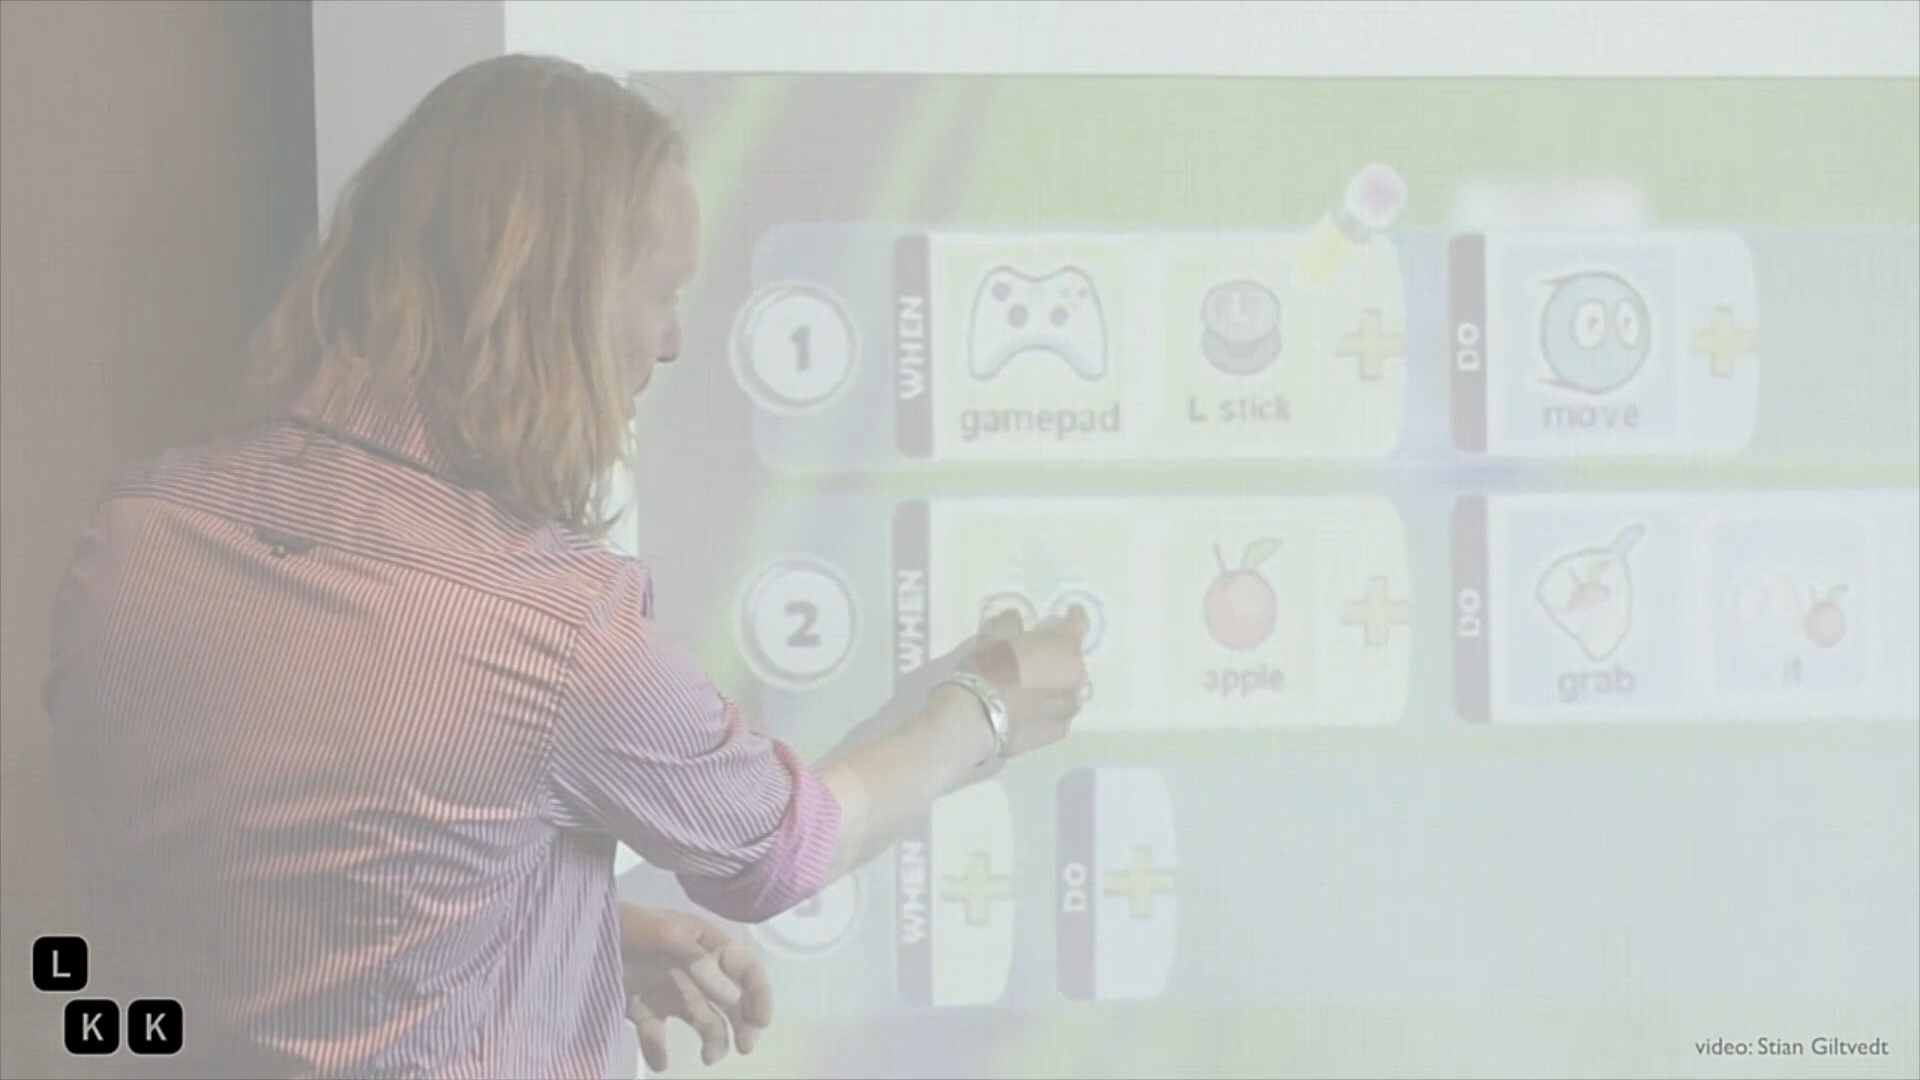 1
WHEN
gamepad
L
L stick
DO
move
2
WHEN
apple
DO
grab
it
WHEN
DO
L
K K
video: Stian Giltvedt